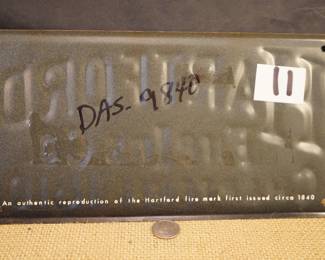 11
DAS. 9840
An authentic reproduction of the Hartford fire mark first issued circa 1840